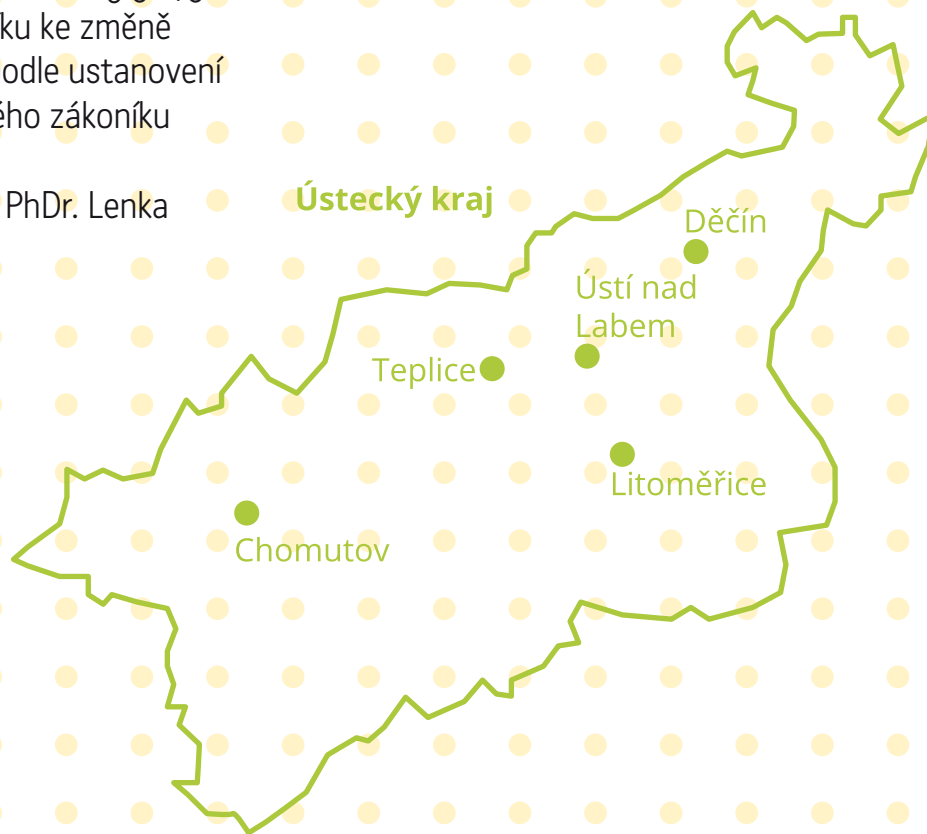 ku ke změně
odle ustanovení
ého zákoníku
PhDr. Lenka
Ústecký kraj
Děčín
Ústí nad
Labem
Teplice
Litoměřice
Chomutov